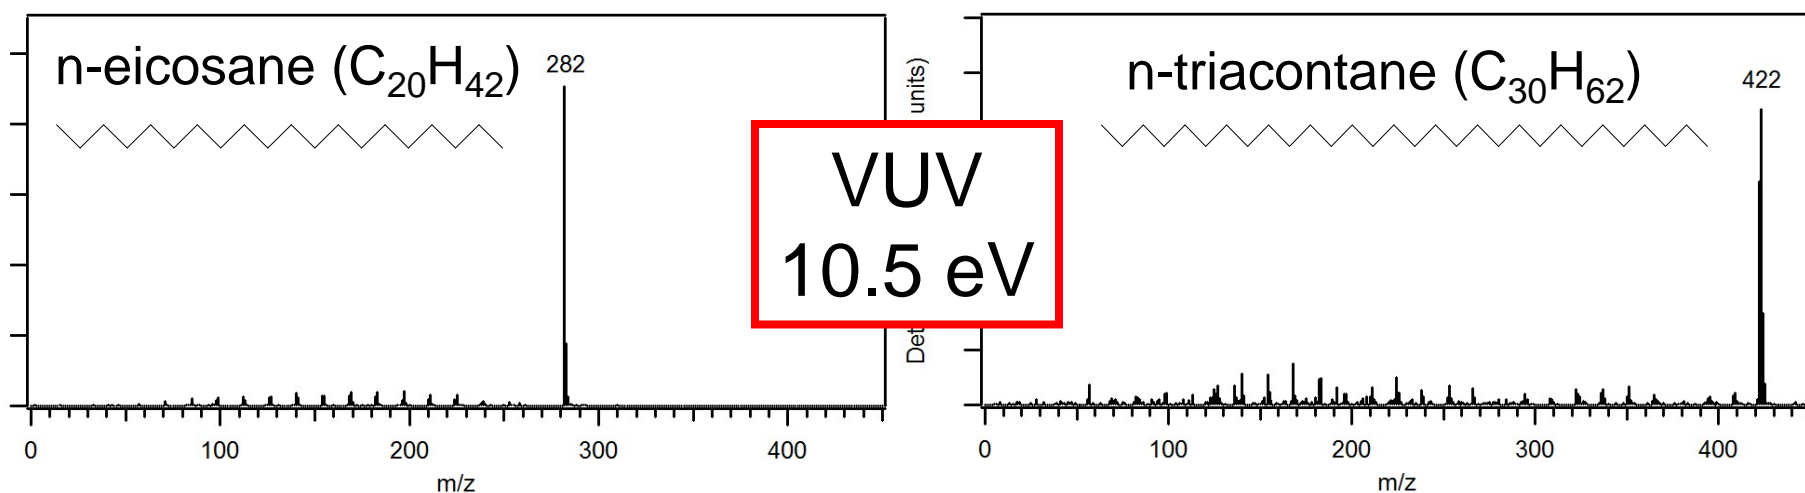 n-eicosane (C₂₀H₄₂)
282
0
100
200
300
400
m/z
units)
VUV
10.5 eV
n-triacontane (C₃₀H₆₂)
422
0
100
200
300
400
m/z